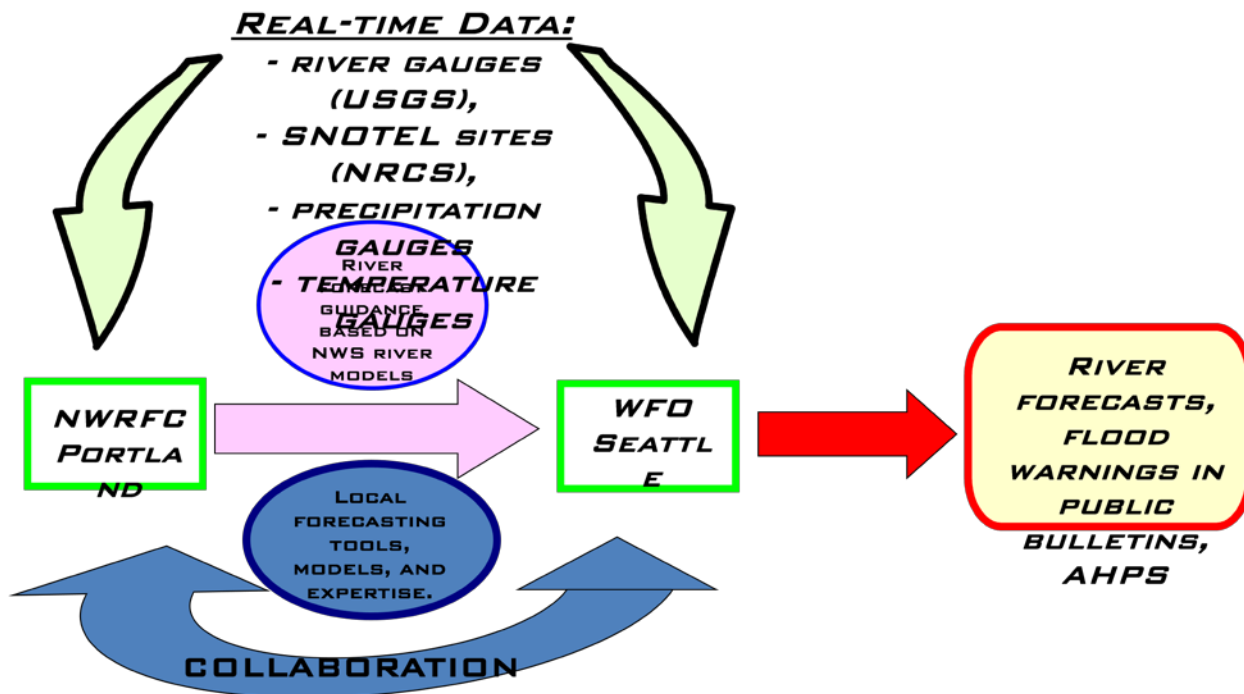 REAL-TIME DATA:
- RIVER GAUGES
(USGS),
- SNOTEL SITES
(NRCS),
- PRECIPITATION
GAUGES
- TEMPERATURE
GAUGES
RIVER
FORECAST
GUIDANCE
BASED ON
NWS RIVER
MODELS
NWRFC
PORTLA
ND
WFO
SEATTL
E
RIVER
FORECASTS,
FLOOD
WARNINGS IN
PUBLIC
BULLETINS,
AHPS
LOCAL
FORECASTING
TOOLS,
MODELS, AND
EXPERTISE.
COLLABORATION